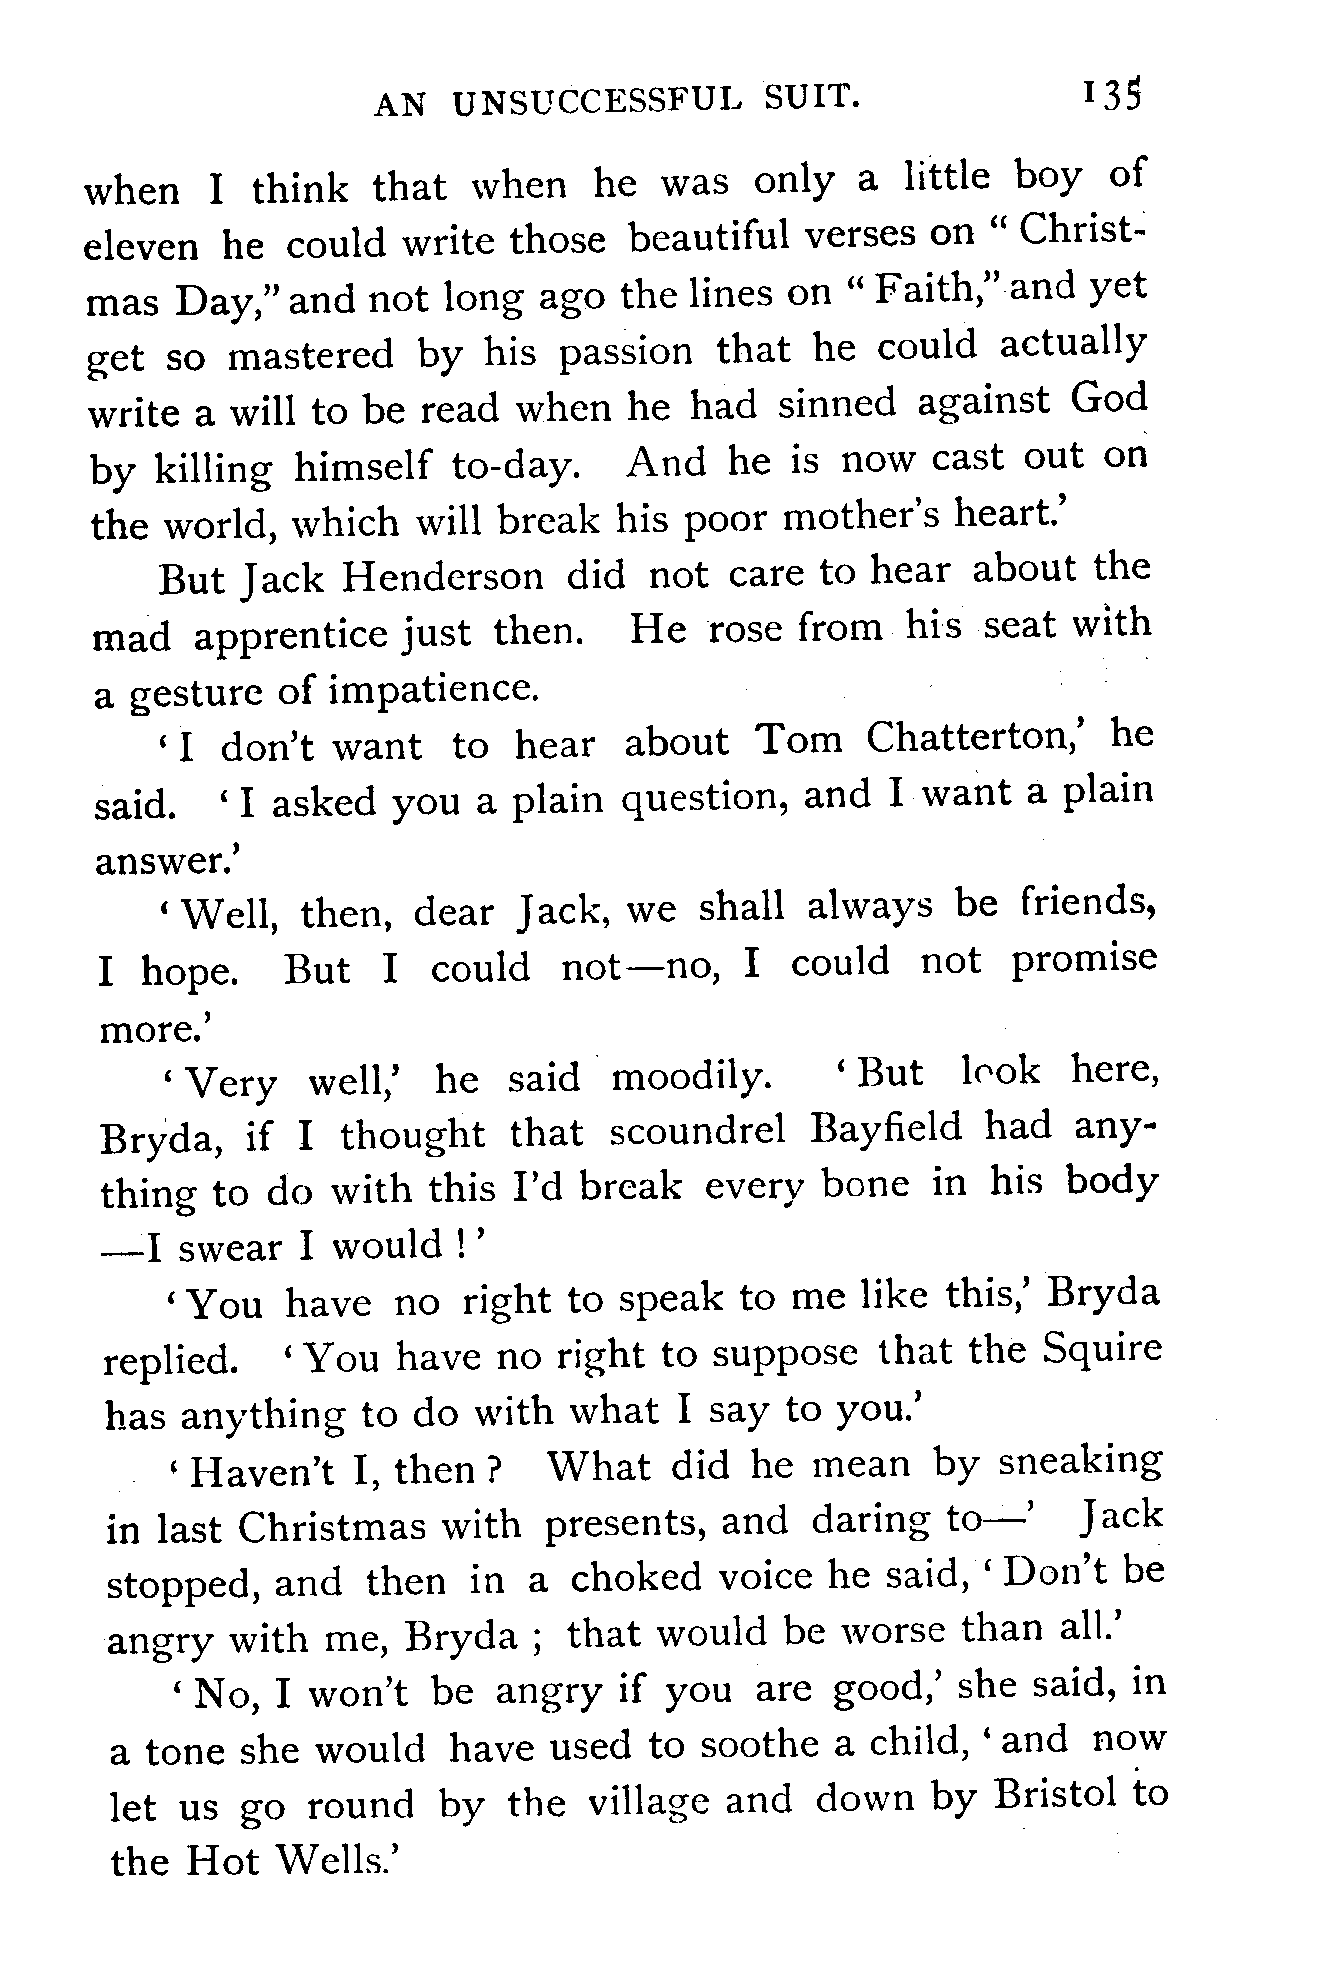 AN UNSUCCESSFUL SUIT. 135
when I think that when he was only a little boy of
eleven he could write those beautiful verses on “ Christ-
mas Day,” and not long ago the lines on “ Faith,” and yet
get so mastered by his passion that he could actually
write a will to be read when he had sinned against God
by killing himself to-day. And he is now cast out on
the world, which will break his poor mother’s heart.’
But Jack Henderson did not care to hear about the
mad apprentice just then. He rose from his seat with
a gesture of impatience.
‘ I don’t want to hear about Tom Chatterton,’ he
said. ‘ I asked you a plain question, and I want a plain
answer.’
‘ Well, then, dear Jack, we shall always be friends,
I hope. But I could not—no, I could not promise
more.’
‘ Very well,’ he said moodily. ‘ But look here,
Bryda, if I thought that scoundrel Bayfield had any-
thing to do with this I’d break every bone in his body
—I swear I would ! ’
‘ You have no right to speak to me like this,’ Bryda
replied. ‘ You have no right to suppose that the Squire
has anything to do with what I say to you.’
‘ Haven’t I, then ? What did he mean by sneaking
in last Christmas with presents, and daring to—’ Jack
stopped, and then in a choked voice he said, ‘ Don’t be
angry with me, Bryda ; that would be worse than all.’
‘ No, I won’t be angry if you are good,’ she said, in
a tone she would have used to soothe a child, ‘ and now
let us go round by the village and down by Bristol to
the Hot Wells.’